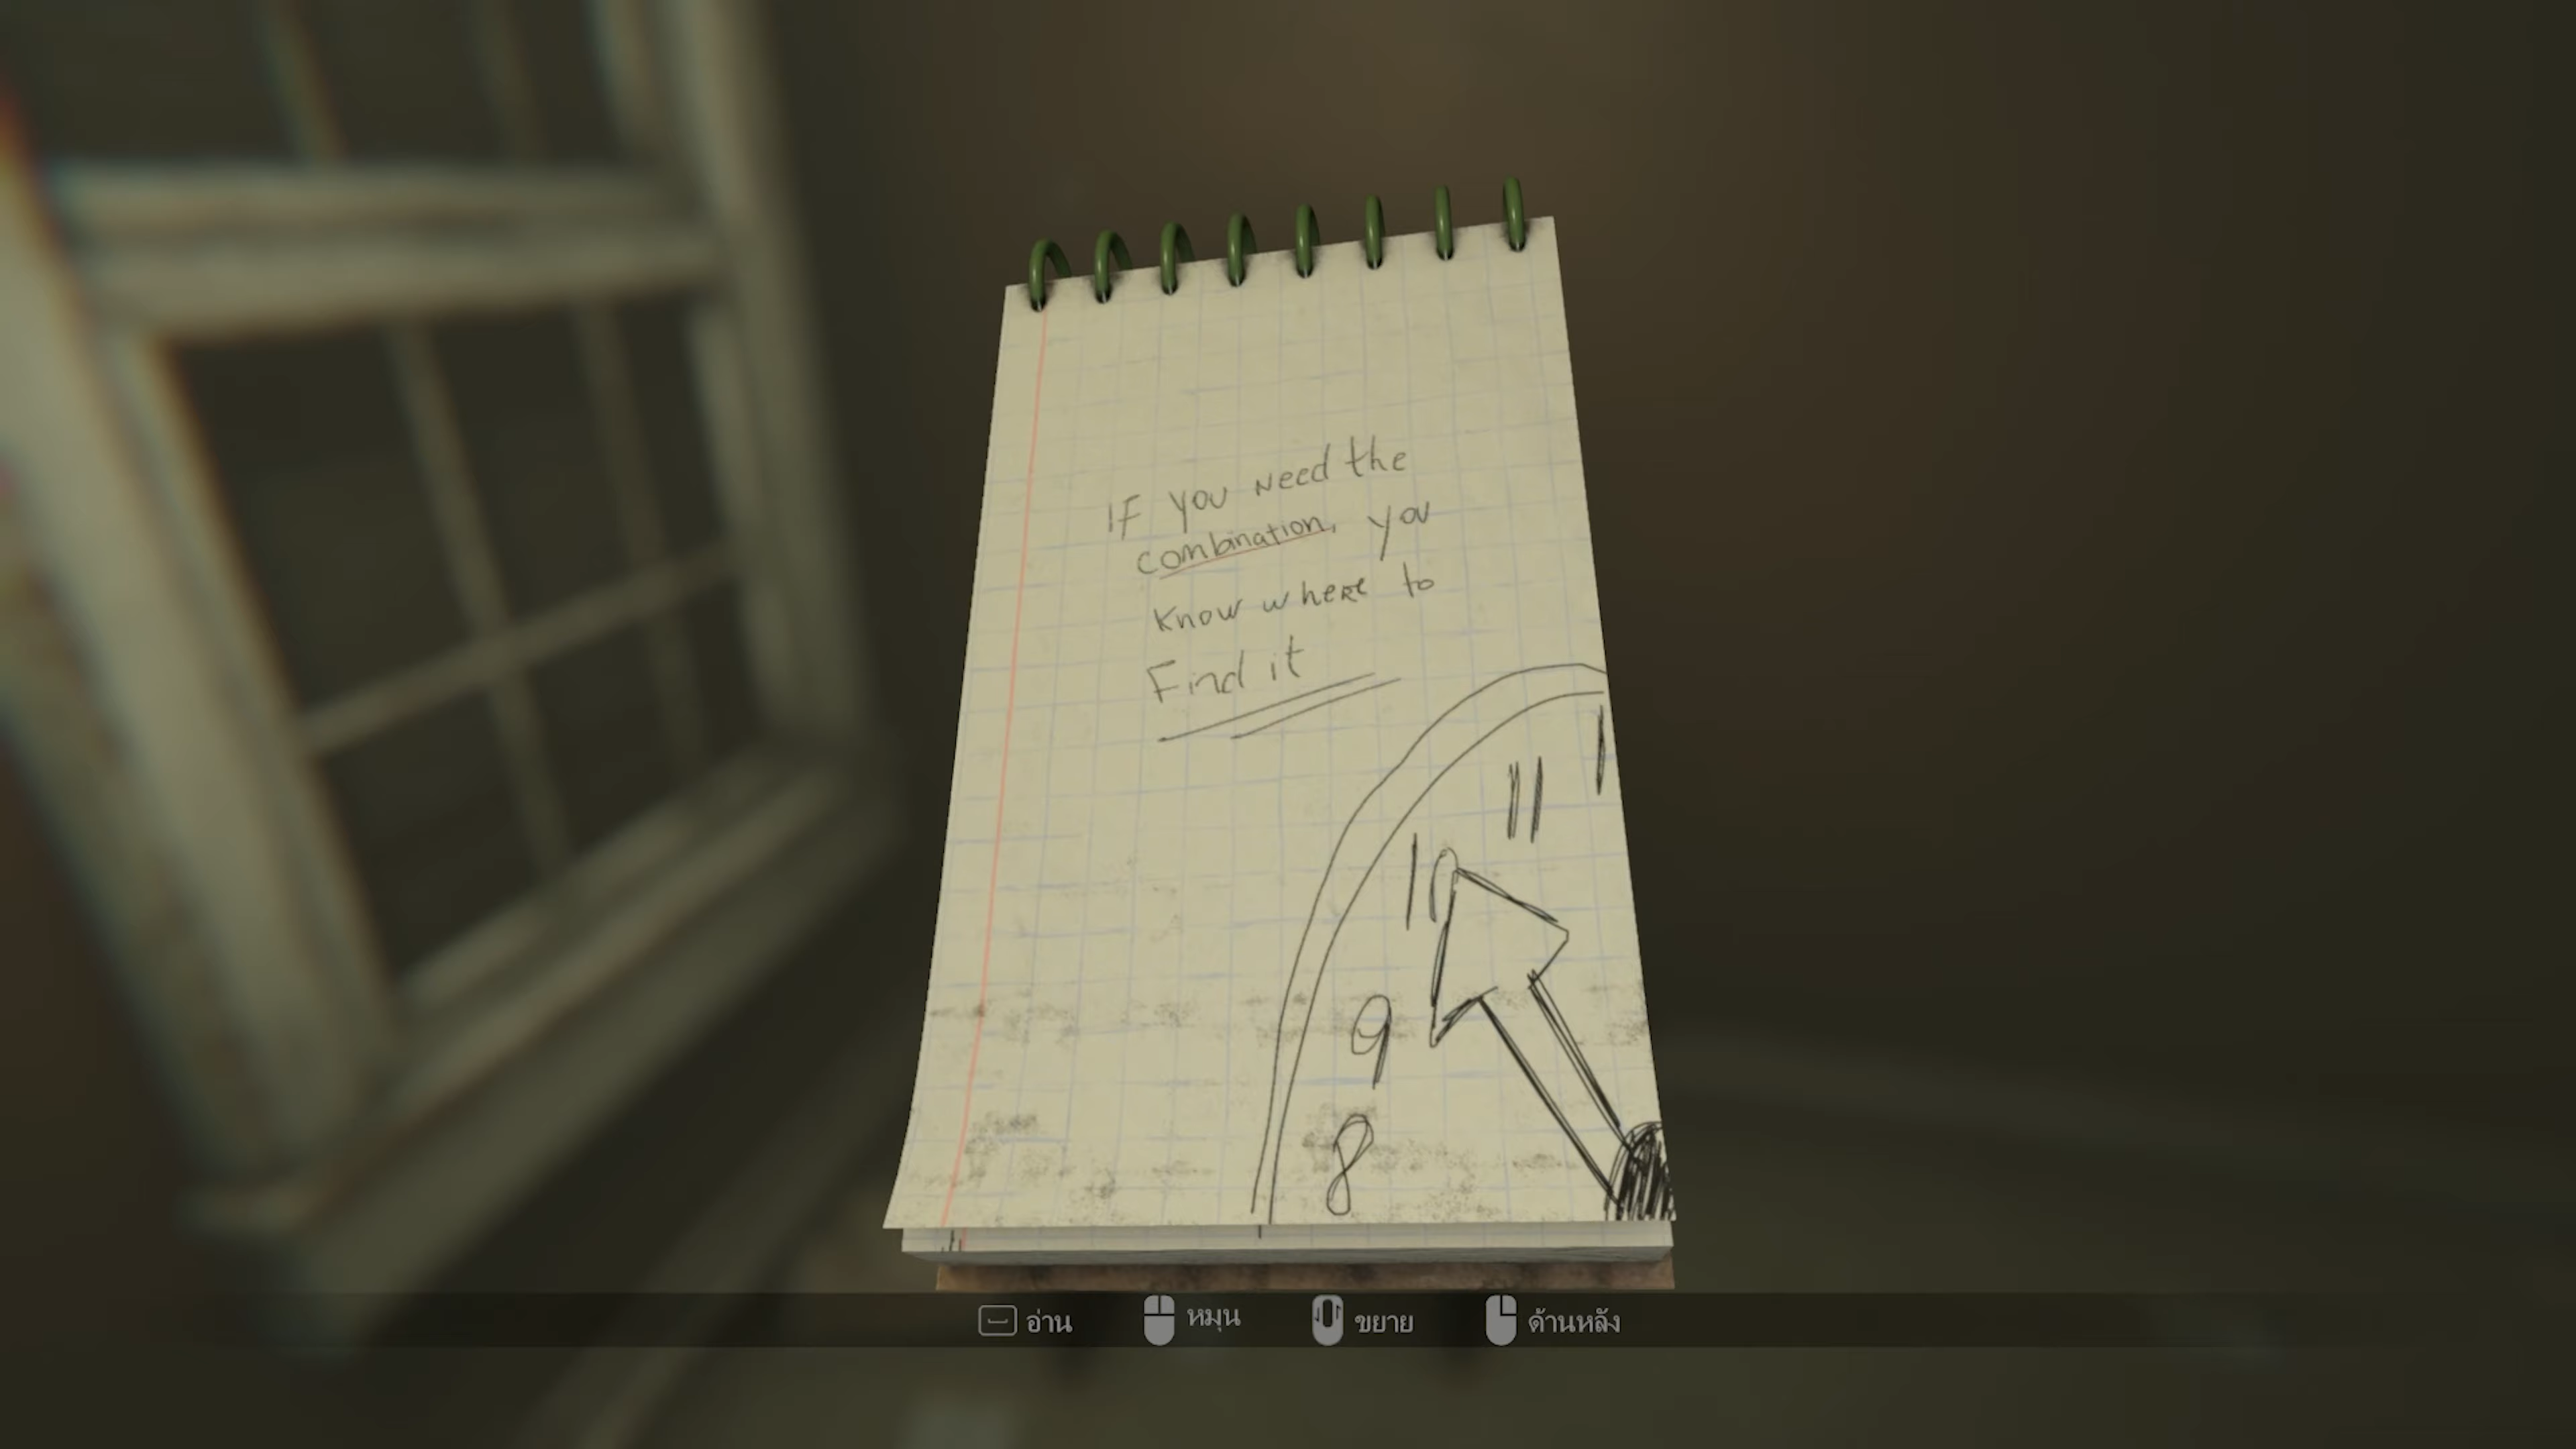 IF you need the
combination, you
know where to
Find it
1
11
10
9
8
อ่าน หมุน ขยาย ด้านหลัง